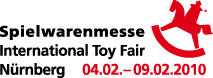 Spielwarenmesse
International Toy Fair
Nürnberg 04.02.–09.02.2010